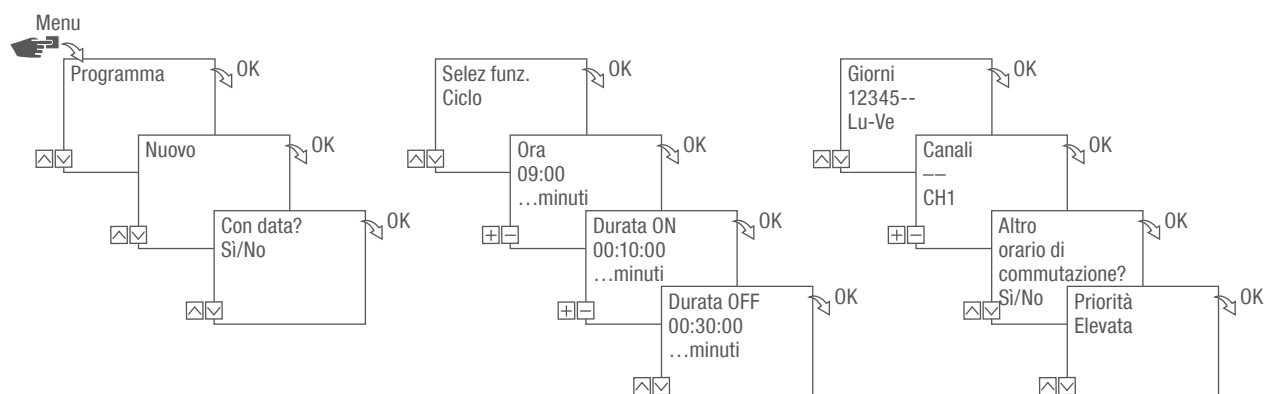 Menu
Programma
OK
Nuovo
OK
Con data?
Sì/No
OK
Selez funz.
Ciclo
OK
Ora
09:00
…minuti
OK
Durata ON
00:10:00
…minuti
OK
Durata OFF
00:30:00
…minuti
OK
Giorni
12345--
Lu-Ve
OK
Canali
––
CH1
OK
Altro
orario di
commutazione?
Sì/No
OK
Priorità
Elevata
OK